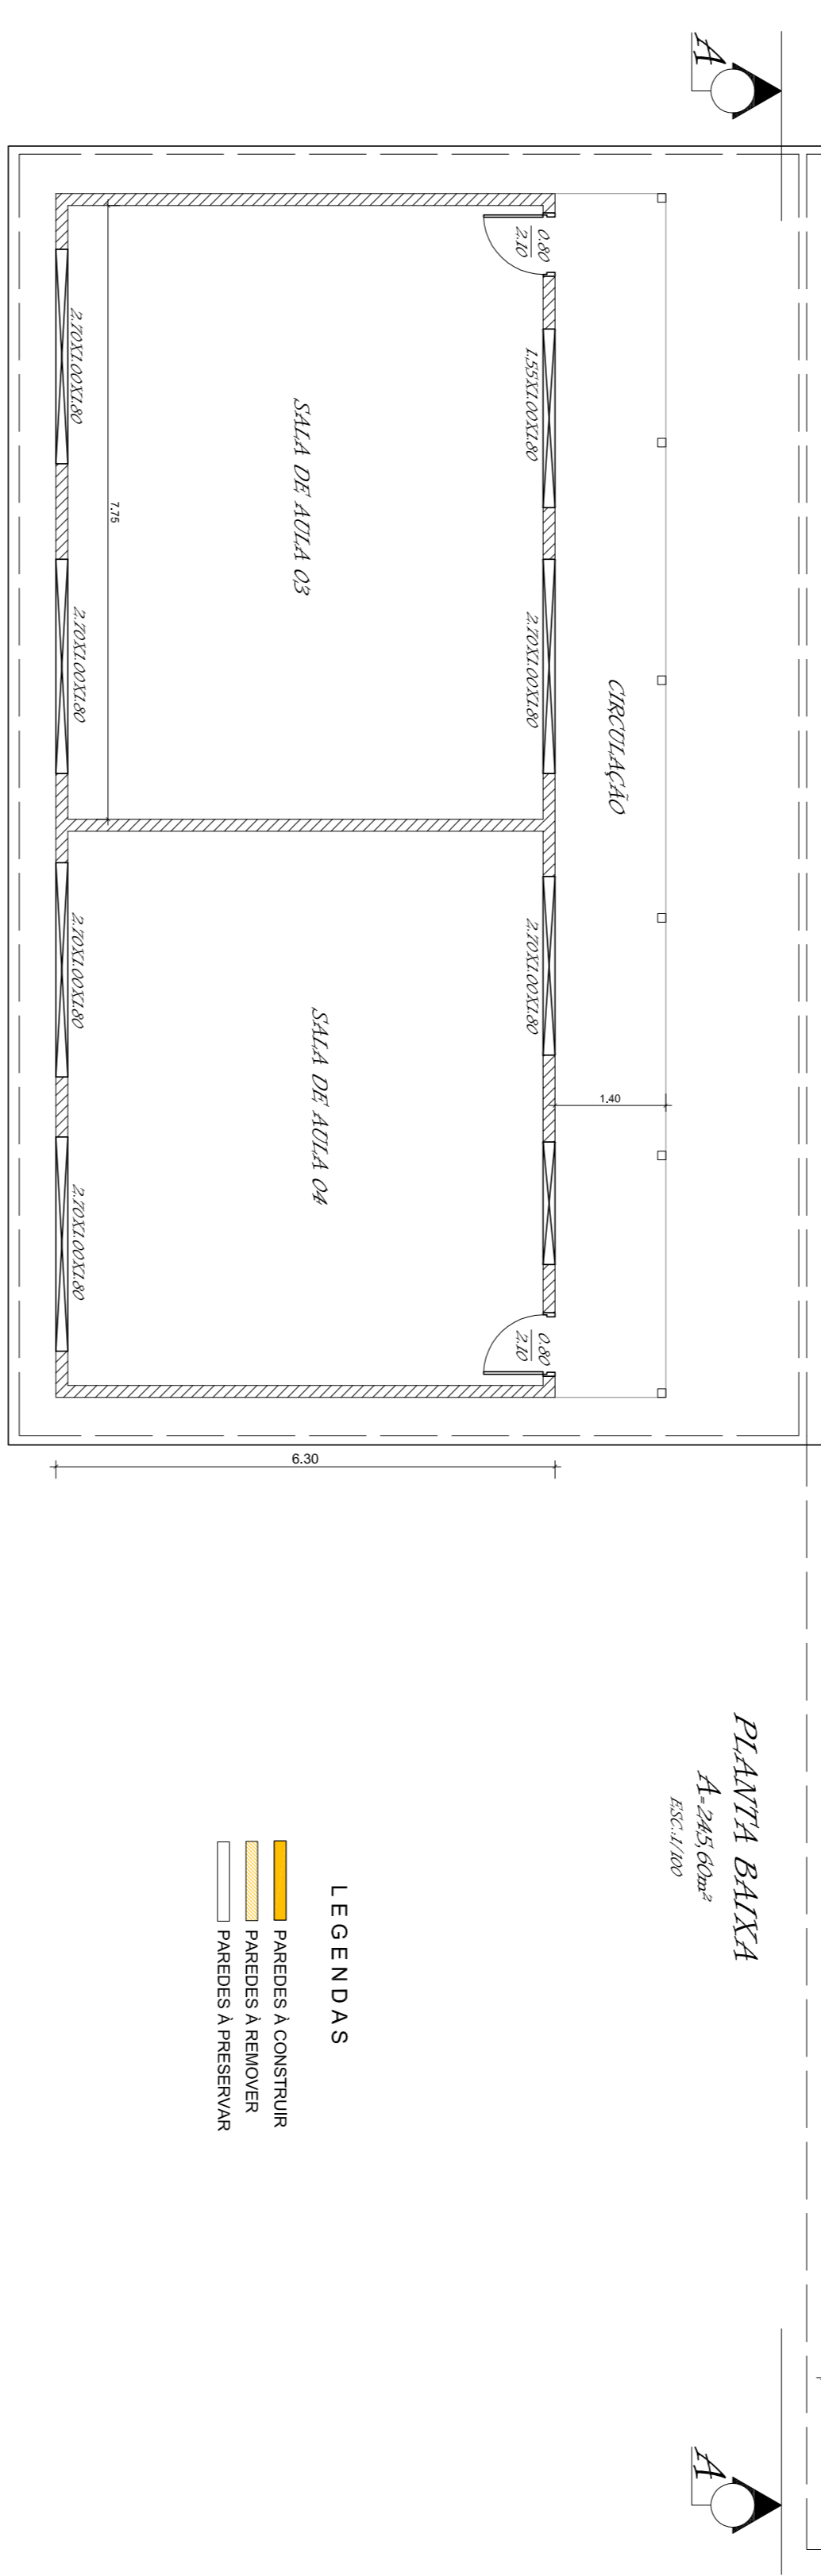 A
0.80
2.10
1.55X1.00X1.80
2.70X1.00X1.80
SALA DE AULA 03
7.75
2.70X1.00X1.80
2.70X1.00X1.80
CIRCULAÇÃO
2.70X1.00X1.80
SALA DE AULA 04
1.40
0.80
2.10
2.70X1.00X1.80
2.70X1.00X1.80
6.30
PLANTA BAIXA
A=245,60m²
ESC.:1/100
LEGENDAS
PAREDES À CONSTRUIR
PAREDES À REMOVER
PAREDES À PRESERVAR
A